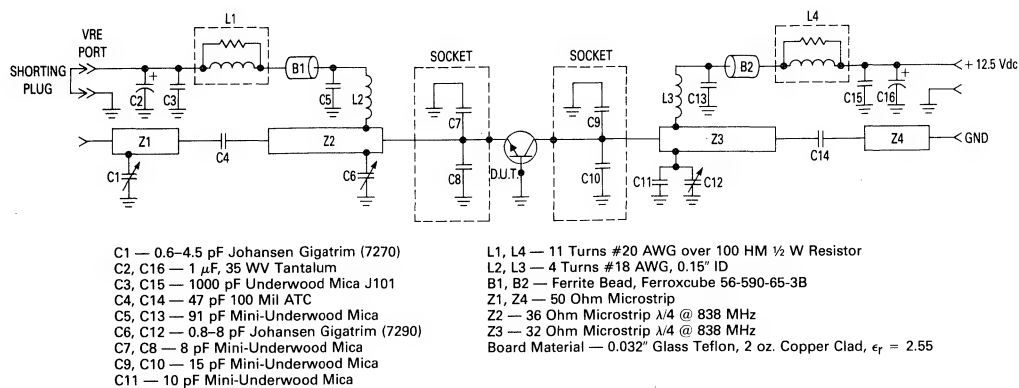 L1
L4
VRE
PORT
B1
B2
SOCKET
SOCKET
SHORTING
PLUG
+
+
+ 12.5 Vdc
C2
C3
C5
L2
L3
C13
C15
C16
C7
C9
Z1
C4
Z2
Z3
C14
Z4
GND
C1
C6
C8
D.U.T.
C10
C11
C12
C1 — 0.6–4.5 pF Johansen Gigatrim (7270)
C2, C16 — 1 μF, 35 WV Tantalum
C3, C15 — 1000 pF Underwood Mica J101
C4, C14 — 47 pF 100 Mil ATC
C5, C13 — 91 pF Mini-Underwood Mica
C6, C12 — 0.8–8 pF Johansen Gigatrim (7290)
C7, C8 — 8 pF Mini-Underwood Mica
C9, C10 — 15 pF Mini-Underwood Mica
C11 — 10 pF Mini-Underwood Mica
L1, L4 — 11 Turns #20 AWG over 100 HM ½ W Resistor
L2, L3 — 4 Turns #18 AWG, 0.15″ ID
B1, B2 — Ferrite Bead, Ferroxcube 56-590-65-3B
Z1, Z4 — 50 Ohm Microstrip
Z2 — 36 Ohm Microstrip λ/4 @ 838 MHz
Z3 — 32 Ohm Microstrip λ/4 @ 838 MHz
Board Material — 0.032″ Glass Teflon, 2 oz. Copper Clad, ϵr = 2.55